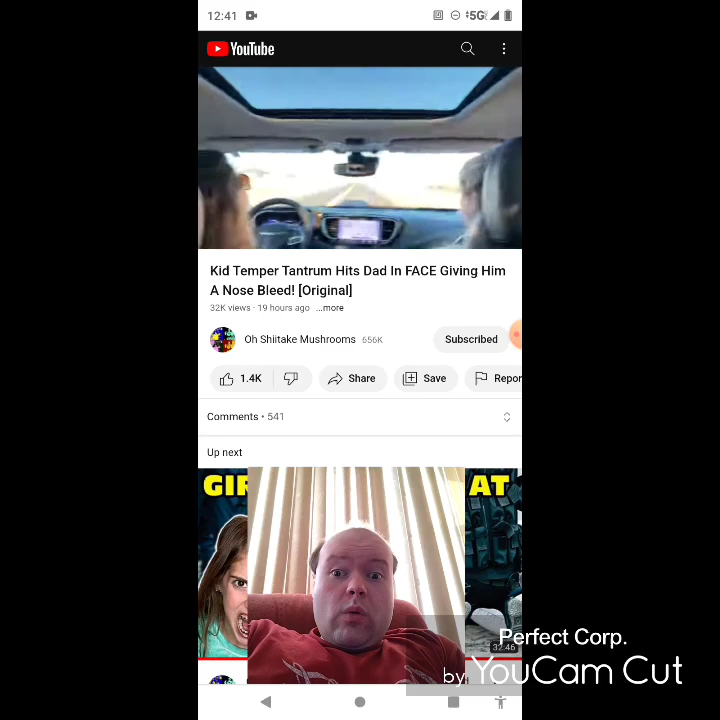 12:41 5G
YouTube
Kid Temper Tantrum Hits Dad In FACE Giving Him
A Nose Bleed! [Original]
32K views · 19 hours ago ...more
Oh Shiitake Mushrooms 656K Subscribed
1.4K Share Save Repor
Comments • 541
Up next
GIR AT
32:46
Perfect Corp.
by YouCam Cut